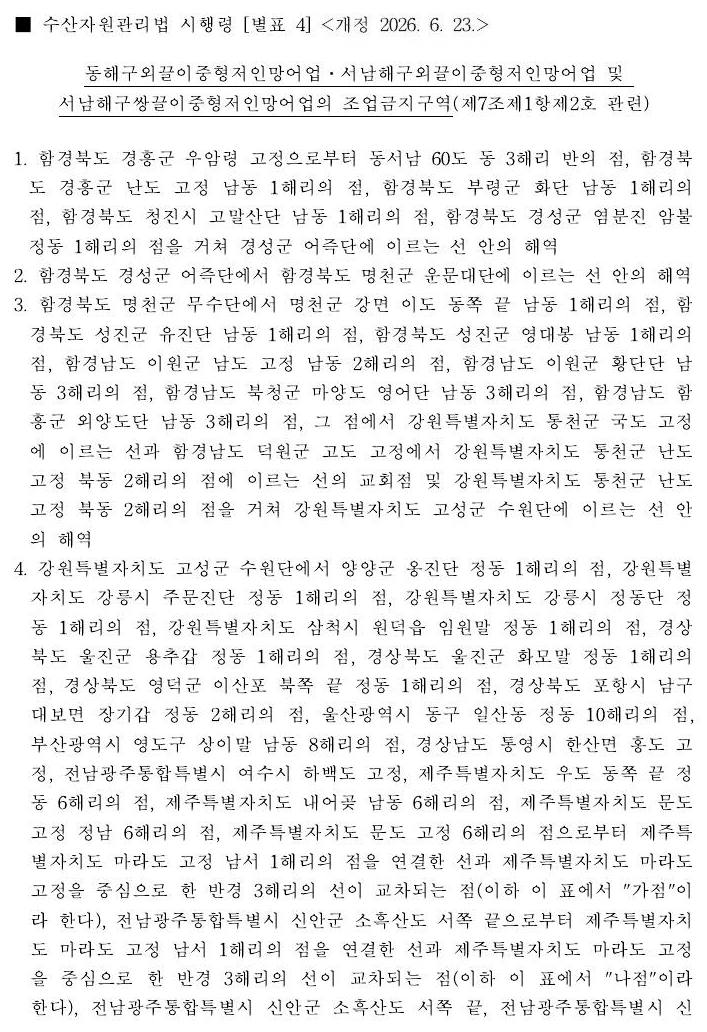 ■ 수산자원관리법 시행령 [별표 4] <개정 2026. 6. 23.>
동해구외끌이중형저인망어업ㆍ서남해구외끌이중형저인망어업 및
서남해구쌍끌이중형저인망어업의 조업금지구역(제7조제1항제2호 관련)
1. 함경북도 경흥군 우암령 고정으로부터 동서남 60도 동 3해리 반의 점, 함경북
도 경흥군 난도 고정 남동 1해리의 점, 함경북도 부령군 화단 남동 1해리의
점, 함경북도 청진시 고말산단 남동 1해리의 점, 함경북도 경성군 염분진 암불
정동 1해리의 점을 거쳐 경성군 어즉단에 이르는 선 안의 해역
2. 함경북도 경성군 어즉단에서 함경북도 명천군 운문대단에 이르는 선 안의 해역
3. 함경북도 명천군 무수단에서 명천군 강면 이도 동쪽 끝 남동 1해리의 점, 함
경북도 성진군 유진단 남동 1해리의 점, 함경북도 성진군 영대봉 남동 1해리의
점, 함경남도 이원군 남도 고정 남동 2해리의 점, 함경남도 이원군 황단단 남
동 3해리의 점, 함경남도 북청군 마양도 영어단 남동 3해리의 점, 함경남도 함
흥군 외양도단 남동 3해리의 점, 그 점에서 강원특별자치도 통천군 국도 고정
에 이르는 선과 함경남도 덕원군 고도 고정에서 강원특별자치도 통천군 난도
고정 북동 2해리의 점에 이르는 선의 교회점 및 강원특별자치도 통천군 난도
고정 북동 2해리의 점을 거쳐 강원특별자치도 고성군 수원단에 이르는 선 안
의 해역
4. 강원특별자치도 고성군 수원단에서 양양군 옹진단 정동 1해리의 점, 강원특별
자치도 강릉시 주문진단 정동 1해리의 점, 강원특별자치도 강릉시 정동단 정
동 1해리의 점, 강원특별자치도 삼척시 원덕읍 임원말 정동 1해리의 점, 경상
북도 울진군 용추갑 정동 1해리의 점, 경상북도 울진군 화모말 정동 1해리의
점, 경상북도 영덕군 이산포 북쪽 끝 정동 1해리의 점, 경상북도 포항시 남구
대보면 장기갑 정동 2해리의 점, 울산광역시 동구 일산동 정동 10해리의 점,
부산광역시 영도구 상이말 남동 8해리의 점, 경상남도 통영시 한산면 홍도 고
정, 전남광주통합특별시 여수시 하백도 고정, 제주특별자치도 우도 동쪽 끝 정
동 6해리의 점, 제주특별자치도 내어곶 남동 6해리의 점, 제주특별자치도 문도
고정 정남 6해리의 점, 제주특별자치도 문도 고정 6해리의 점으로부터 제주특
별자치도 마라도 고정 남서 1해리의 점을 연결한 선과 제주특별자치도 마라도
고정을 중심으로 한 반경 3해리의 선이 교차되는 점(이하 이 표에서 "가점"이
라 한다), 전남광주통합특별시 신안군 소흑산도 서쪽 끝으로부터 제주특별자치
도 마라도 고정 남서 1해리의 점을 연결한 선과 제주특별자치도 마라도 고정
을 중심으로 한 반경 3해리의 선이 교차되는 점(이하 이 표에서 "나점"이라
한다), 전남광주통합특별시 신안군 소흑산도 서쪽 끝, 전남광주통합특별시 신